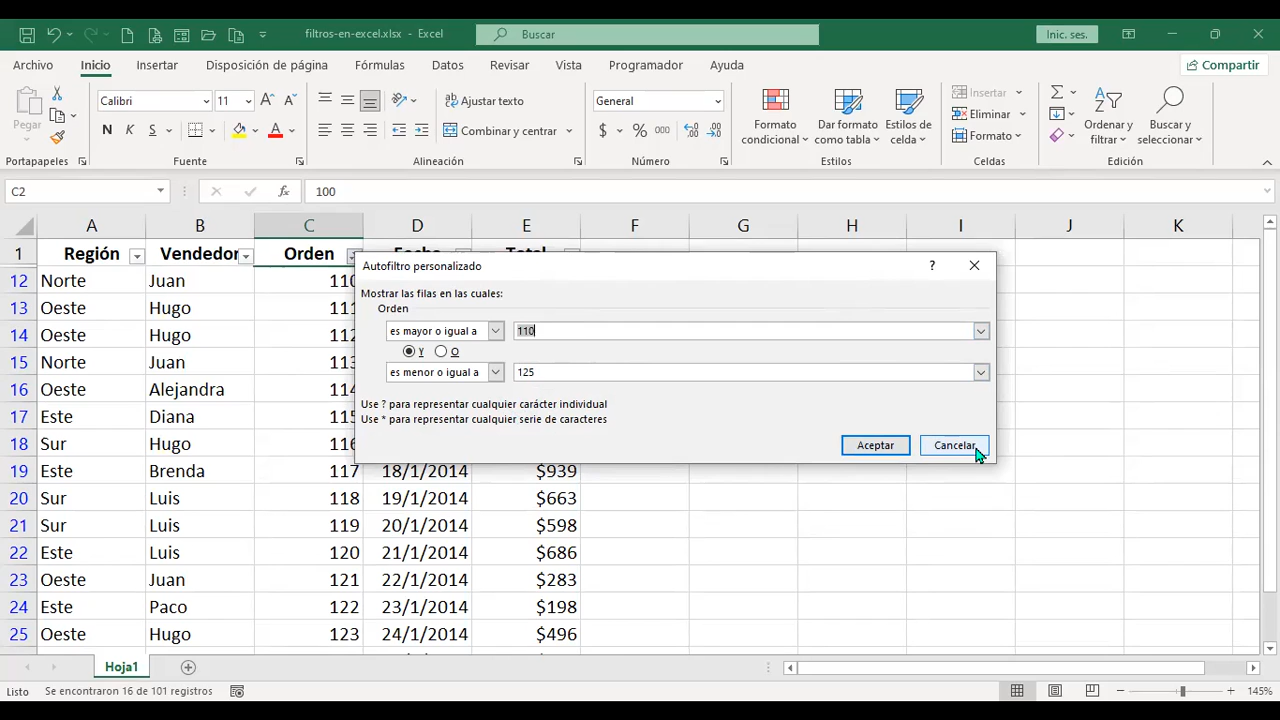 filtros-en-excel.xlsx - Excel
Buscar
Inic. ses.
Archivo Inicio Insertar Disposición de página Fórmulas Datos Revisar Vista Programador Ayuda
Compartir
Pegar
Portapapeles
Calibri 11
N K S
Fuente
Ajustar texto
Combinar y centrar
Alineación
General
$ % 000
Número
Formato condicional
Dar formato como tabla
Estilos de celda
Estilos
Insertar
Eliminar
Formato
Celdas
Ordenar y filtrar
Buscar y seleccionar
Edición
C2 fx 100
A B C D E F G H I J K
1 Región Vendedor Orden
12 Norte Juan 110
13 Oeste Hugo 111
14 Oeste Hugo 112
15 Norte Juan 113
16 Oeste Alejandra 114
17 Este Diana 115
18 Sur Hugo 116
19 Este Brenda 117 18/1/2014 $939
20 Sur Luis 118 19/1/2014 $663
21 Sur Luis 119 20/1/2014 $598
22 Este Luis 120 21/1/2014 $686
23 Oeste Juan 121 22/1/2014 $283
24 Este Paco 122 23/1/2014 $198
25 Oeste Hugo 123 24/1/2014 $496
Autofiltro personalizado ?
Mostrar las filas en las cuales:
Orden
es mayor o igual a 110
Y O
es menor o igual a 125
Use ? para representar cualquier carácter individual
Use * para representar cualquier serie de caracteres
Aceptar Cancelar
Hoja1
Listo Se encontraron 16 de 101 registros 145%